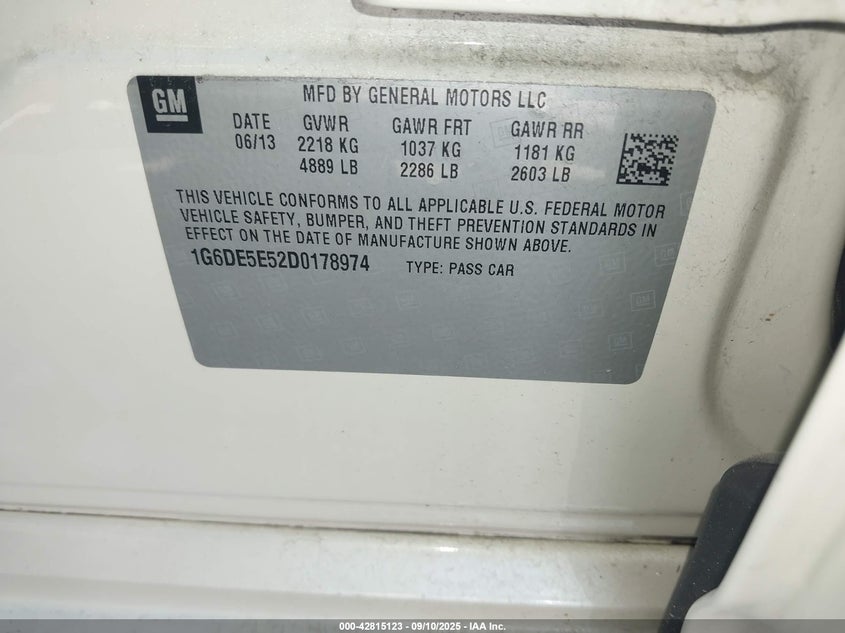 GM
MFD BY GENERAL MOTORS LLC
DATE GVWR GAWR FRT GAWR RR
06/13 2218 KG 1037 KG 1181 KG
4889 LB 2286 LB 2603 LB
THIS VEHICLE CONFORMS TO ALL APPLICABLE U.S. FEDERAL MOTOR
VEHICLE SAFETY, BUMPER, AND THEFT PREVENTION STANDARDS IN
EFFECT ON THE DATE OF MANUFACTURE SHOWN ABOVE.
1G6DE5E52D0178974 TYPE: PASS CAR
000-42815123 - 09/10/2025 - IAA Inc.